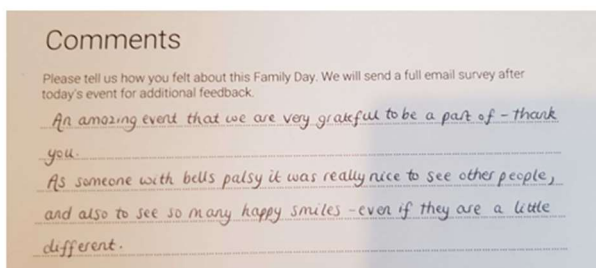 Comments
Please tell us how you felt about this Family Day. We will send a full email survey after
today's event for additional feedback.
An amazing event that we are very grateful to be a part of - thank
you.
As someone with bells palsy it was really nice to see other people,
and also to see so many happy smiles - even if they are a little
different.